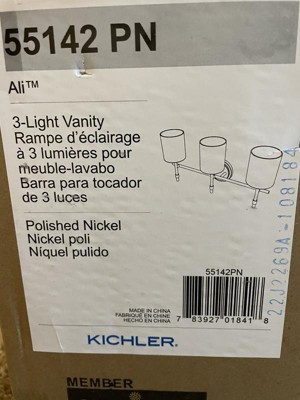 55142 PN
Ali™
3-Light Vanity
Rampe d'éclairage
à 3 lumières pour
meuble-lavabo
Barra para tocador
de 3 luces
Polished Nickel
Nickel poli
Níquel pulido
55142PN
MADE IN CHINA
FABRIQUÉ EN CHINE
HECHO EN CHINA
7 83927 01841 8
22J2269A-108184
KICHLER.
MEMBER